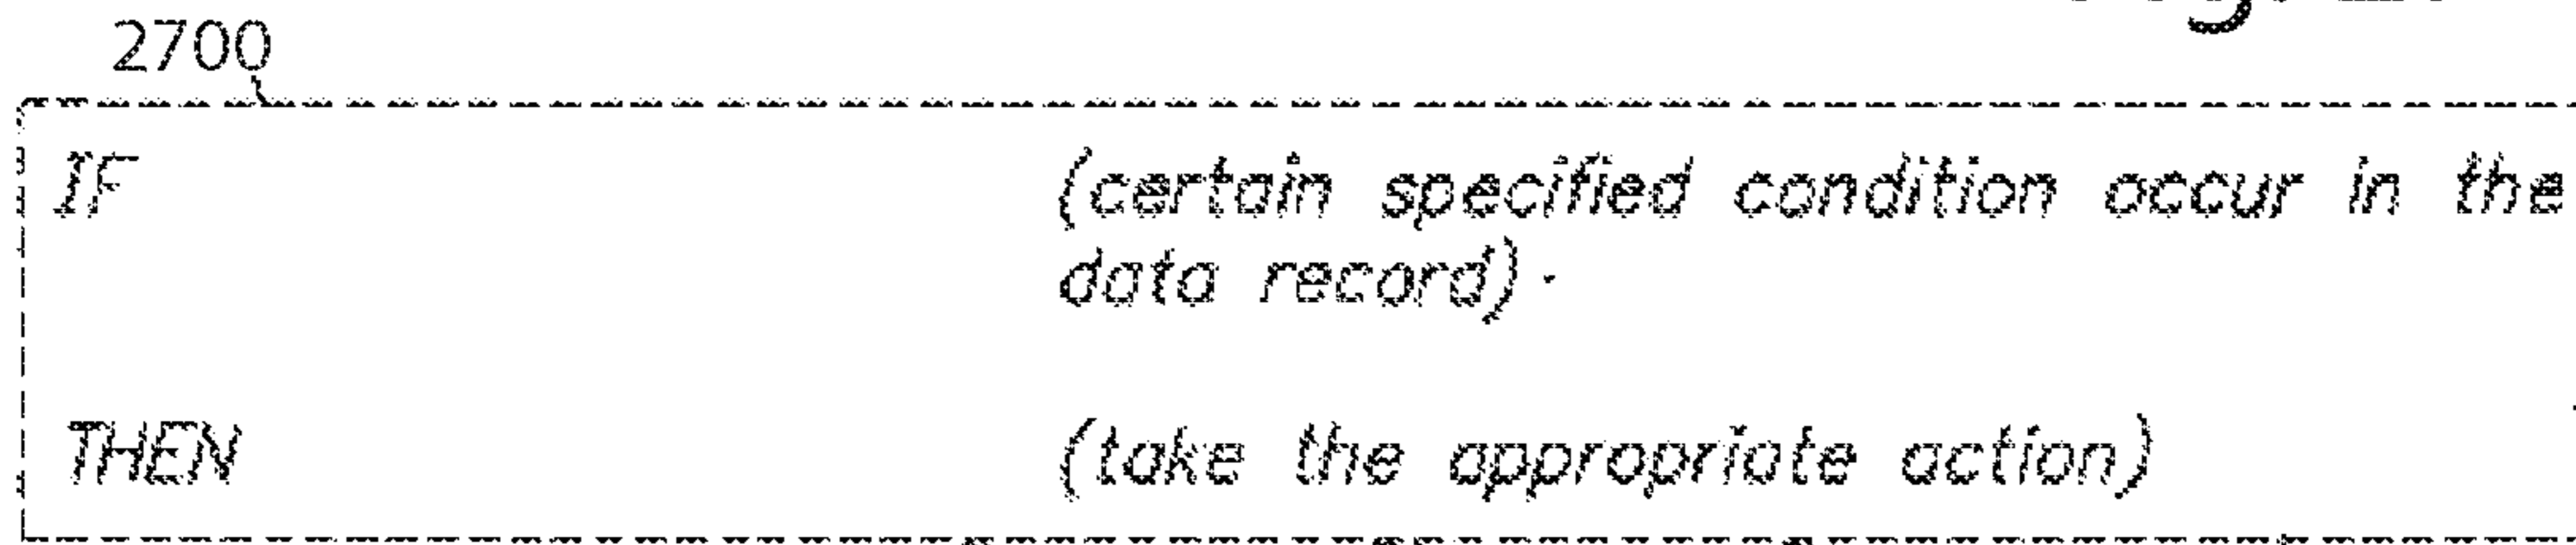 2700
IF (certain specified condition occur in the
data record)
THEN (take the appropriate action)